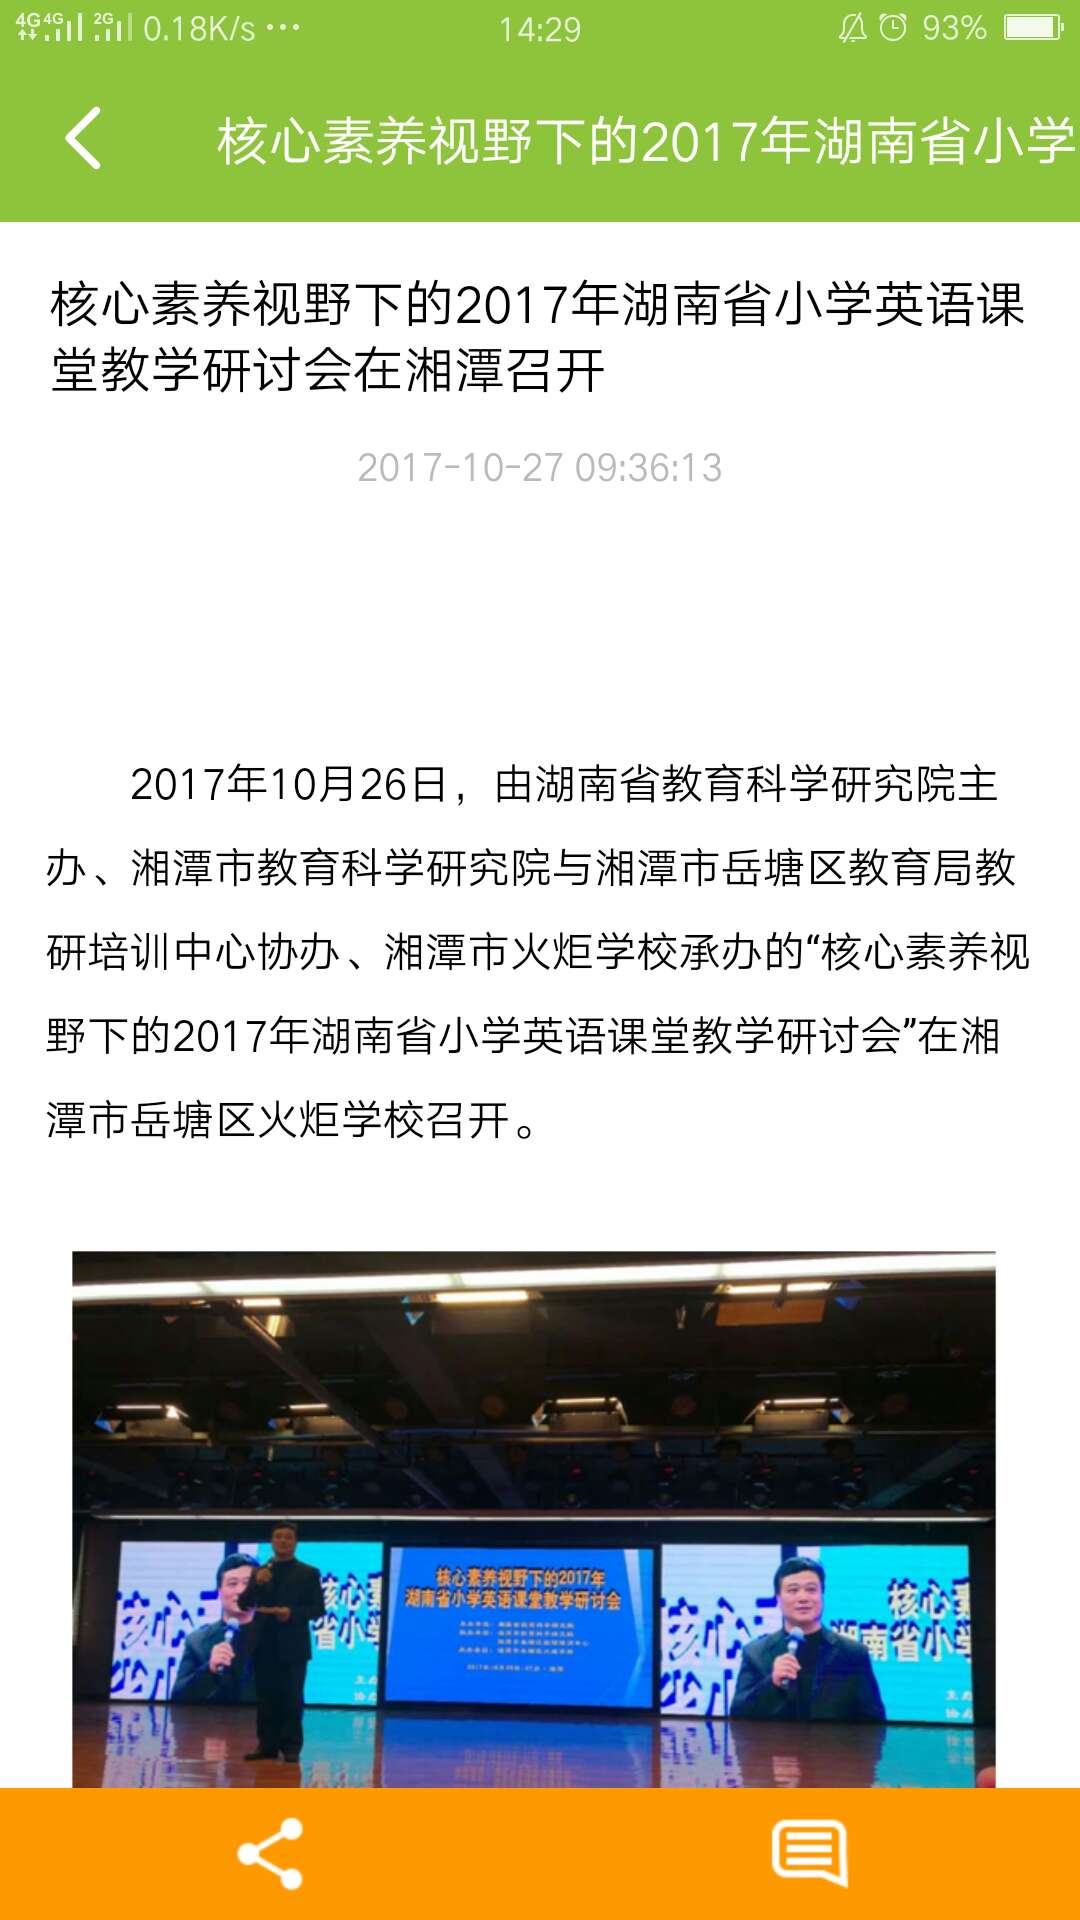 4G 4G 2G 0.18K/s ··· 14:29 93%
核心素养视野下的2017年湖南省小学
核心素养视野下的2017年湖南省小学英语课
堂教学研讨会在湘潭召开
2017-10-27 09:36:13
2017年10月26日，由湖南省教育科学研究院主
办、湘潭市教育科学研究院与湘潭市岳塘区教育局教
研培训中心协办、湘潭市火炬学校承办的“核心素养视
野下的2017年湖南省小学英语课堂教学研讨会”在湘
潭市岳塘区火炬学校召开。
核心素养视野下的2017年
湖南省小学英语课堂教学研讨会
核心素
省小学
核心素
湖南省小学